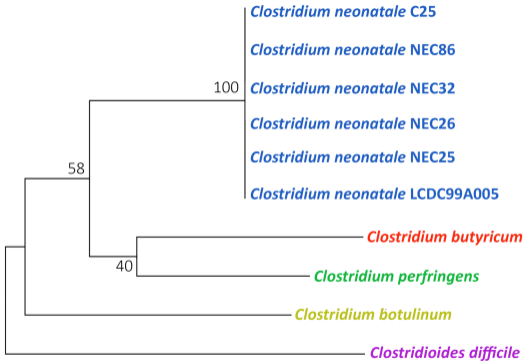 Clostridium neonatale C25
Clostridium neonatale NEC86
100
Clostridium neonatale NEC32
Clostridium neonatale NEC26
Clostridium neonatale NEC25
58
Clostridium neonatale LCDC99A005
Clostridium butyricum
40
Clostridium perfringens
Clostridium botulinum
Clostridioides difficile